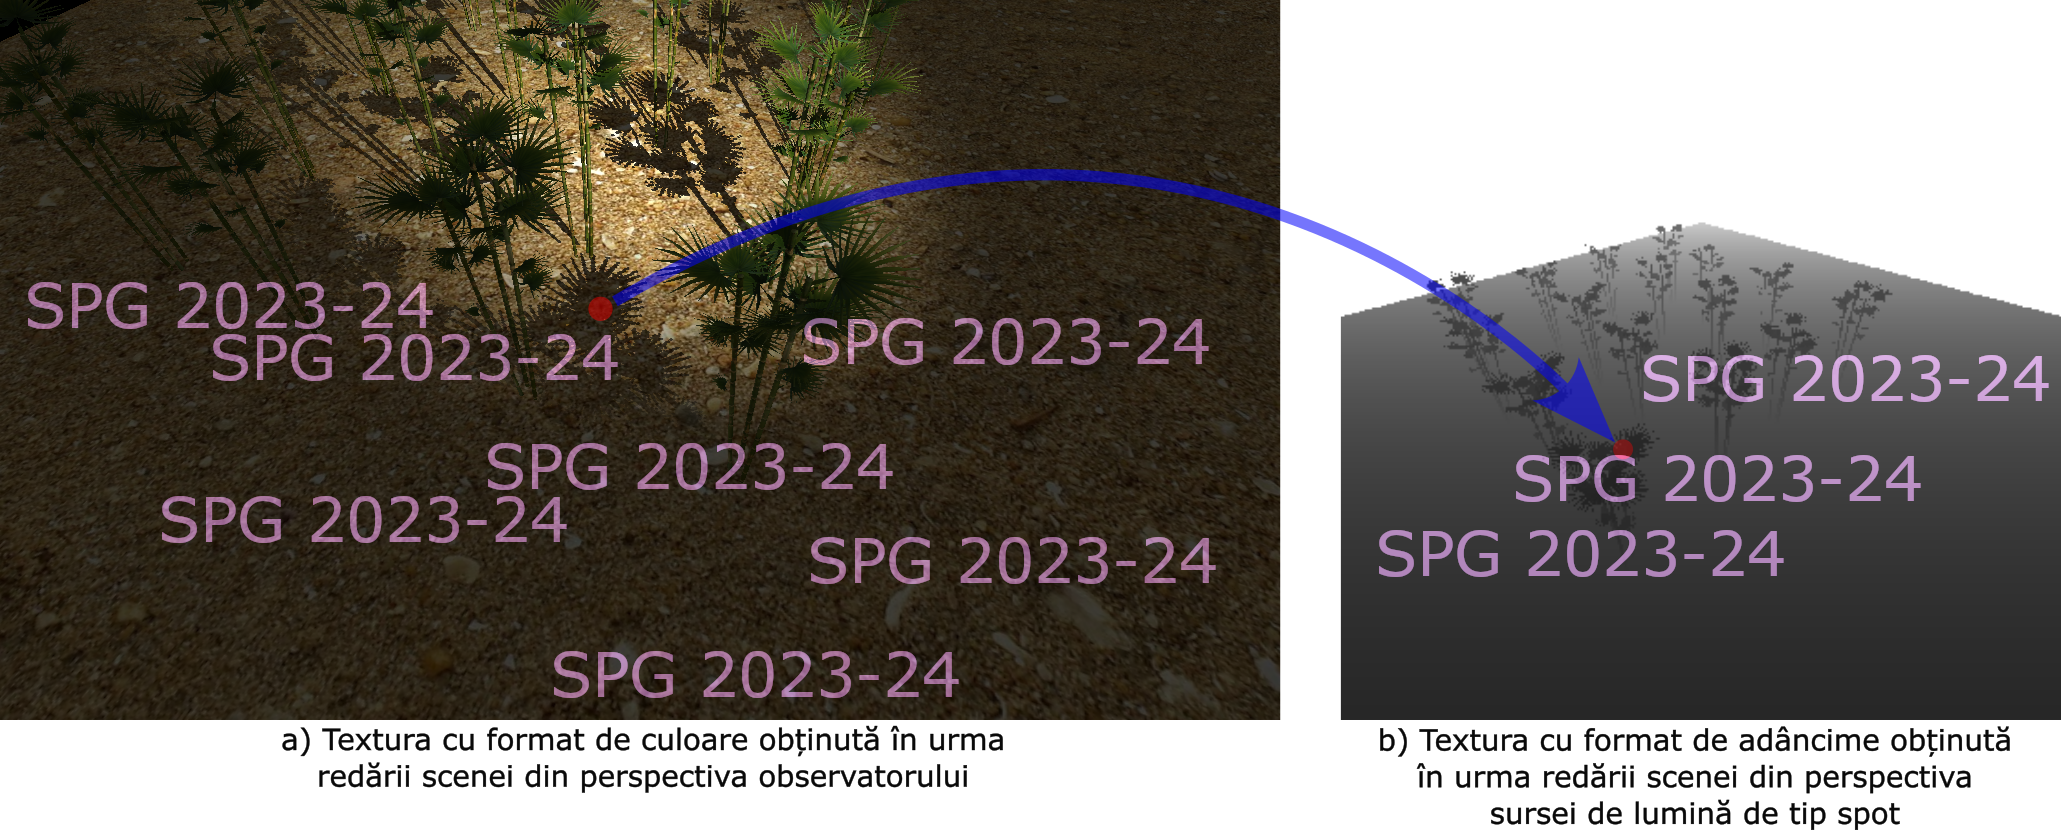 SPG 2023-24
SPG 2023-24
SPG 2023-24
SPG 2023-24
SPG 2023-24
SPG 2023-24
SPG 2023-24
SPG 2023-24
SPG 2023-24
SPG 2023-24
a) Textura cu format de culoare obținută în urma
redării scenei din perspectiva observatorului
b) Textura cu format de adâncime obținută
în urma redării scenei din perspectiva
sursei de lumină de tip spot